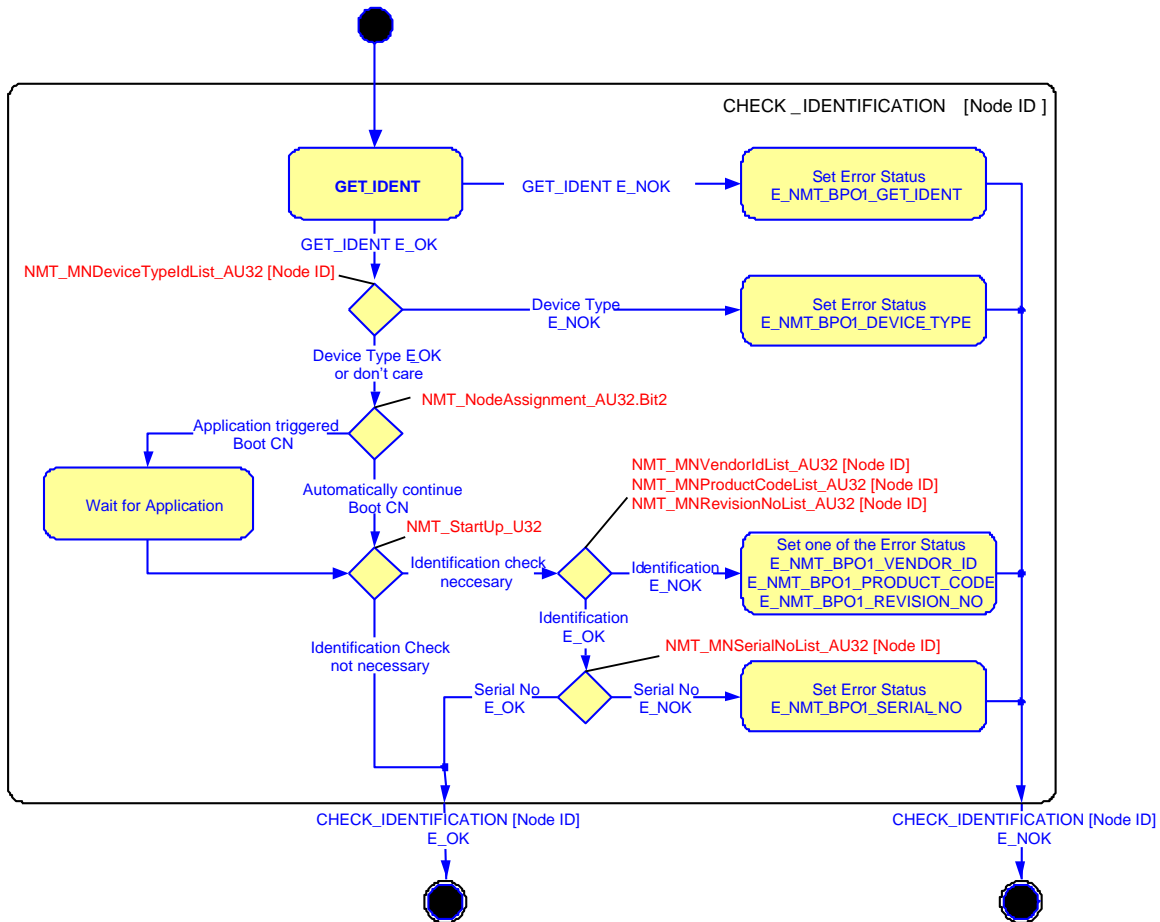 CHECK _IDENTIFICATION [Node ID ]
GET_IDENT
GET_IDENT E_NOK
Set Error Status
E_NMT_BPO1_GET_IDENT
GET_IDENT E_OK
NMT_MNDeviceTypeIdList_AU32 [Node ID]
Device Type
E_NOK
Set Error Status
E_NMT_BPO1_DEVICE_TYPE
Device Type E_OK
or don't care
NMT_NodeAssignment_AU32.Bit2
Application triggered
Boot CN
Wait for Application
Automatically continue
Boot CN
NMT_MNVendorIdList_AU32 [Node ID]
NMT_MNProductCodeList_AU32 [Node ID]
NMT_MNRevisionNoList_AU32 [Node ID]
NMT_StartUp_U32
Identification check
neccesary
Identification
E_NOK
Set one of the Error Status
E_NMT_BPO1_VENDOR_ID
E_NMT_BPO1_PRODUCT_CODE
E_NMT_BPO1_REVISION_NO
Identification
E_OK
Identification Check
not necessary
NMT_MNSerialNoList_AU32 [Node ID]
Serial No
E_OK
Serial No
E_NOK
Set Error Status
E_NMT_BPO1_SERIAL_NO
CHECK_IDENTIFICATION [Node ID]
E_OK
CHECK_IDENTIFICATION [Node ID]
E_NOK